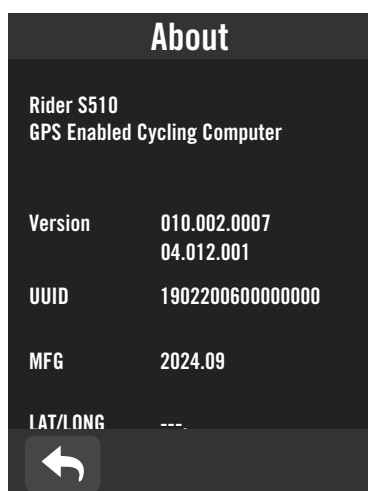 About
Rider S510
GPS Enabled Cycling Computer
Version 010.002.0007
04.012.001
UUID 1902200600000000
MFG 2024.09
LAT/LONG ---.